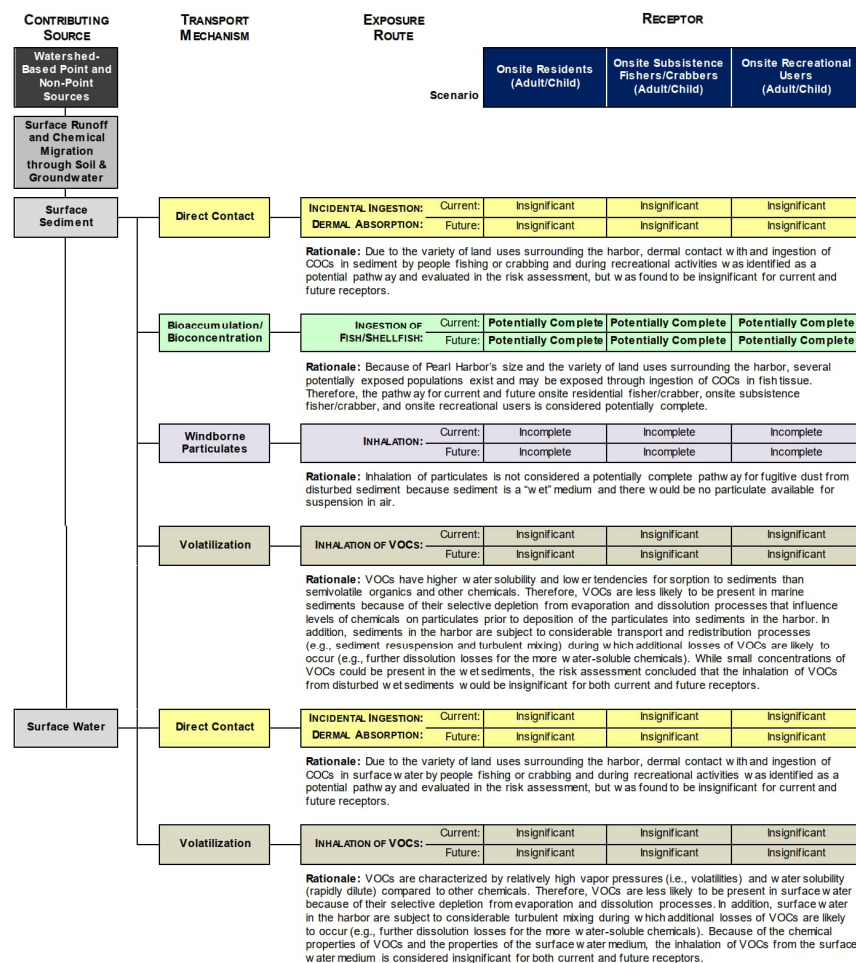 CONTRIBUTING SOURCE
TRANSPORT MECHANISM
EXPOSURE ROUTE
RECEPTOR
Watershed-
Based Point and
Non-Point
Sources
Scenario
Onsite Residents
(Adult/Child)
Onsite Subsistence
Fishers/Crabbers
(Adult/Child)
Onsite Recreational
Users
(Adult/Child)
Surface Runoff
and Chemical
Migration
through Soil &
Groundwater
Surface
Sediment
Direct Contact
INCIDENTAL INGESTION: Current: Insignificant Insignificant Insignificant
DERMAL ABSORPTION: Future: Insignificant Insignificant Insignificant
Rationale: Due to the variety of land uses surrounding the harbor, dermal contact with and ingestion of
COCs in sediment by people fishing or crabbing and during recreational activities was identified as a
potential pathway and evaluated in the risk assessment, but was found to be insignificant for current and
future receptors.
Bioaccumulation/
Bioconcentration
INGESTION OF Current: Potentially Complete Potentially Complete Potentially Complete
FISH/SHELLFISH: Future: Potentially Complete Potentially Complete Potentially Complete
Rationale: Because of Pearl Harbor's size and the variety of land uses surrounding the harbor, several
potentially exposed populations exist and may be exposed through ingestion of COCs in fish tissue.
Therefore, the pathway for current and future onsite residential fisher/crabber, onsite subsistence
fisher/crabber, and onsite recreational users is considered potentially complete.
Windborne
Particulates
INHALATION:
Current: Incomplete Incomplete Incomplete
Future: Incomplete Incomplete Incomplete
Rationale: Inhalation of particulates is not considered a potentially complete pathway for fugitive dust from
disturbed sediment because sediment is a "wet" medium and there would be no particulate available for
suspension in air.
Volatilization
INHALATION OF VOCS:
Current: Insignificant Insignificant Insignificant
Future: Insignificant Insignificant Insignificant
Rationale: VOCs have higher water solubility and lower tendencies for sorption to sediments than
semivolatile organics and other chemicals. Therefore, VOCs are less likely to be present in marine
sediments because of their selective depletion from evaporation and dissolution processes that influence
levels of chemicals on particulates prior to deposition of the particulates into sediments in the harbor. In
addition, sediments in the harbor are subject to considerable transport and redistribution processes
(e.g., sediment resuspension and turbulent mixing) during which additional losses of VOCs are likely to
occur (e.g., further dissolution losses for the more water-soluble chemicals). While small concentrations of
VOCs could be present in the wet sediments, the risk assessment concluded that the inhalation of VOCs
from disturbed wet sediments would be insignificant for both current and future receptors.
Surface Water
Direct Contact
INCIDENTAL INGESTION: Current: Insignificant Insignificant Insignificant
DERMAL ABSORPTION: Future: Insignificant Insignificant Insignificant
Rationale: Due to the variety of land uses surrounding the harbor, dermal contact with and ingestion of
COCs in surface water by people fishing or crabbing and during recreational activities was identified as a
potential pathway and evaluated in the risk assessment, but was found to be insignificant for current and
future receptors.
Volatilization
INHALATION OF VOCS:
Current: Insignificant Insignificant Insignificant
Future: Insignificant Insignificant Insignificant
Rationale: VOCs are characterized by relatively high vapor pressures (i.e., volatilities) and water solubility
(rapidly dilute) compared to other chemicals. Therefore, VOCs are less likely to be present in surface water
because of their selective depletion from evaporation and dissolution processes. In addition, surface water
in the harbor are subject to considerable turbulent mixing during which additional losses of VOCs are likely
to occur (e.g., further dissolution losses for the more water-soluble chemicals). Because of the chemical
properties of VOCs and the properties of the surface water medium, the inhalation of VOCs from the surface
water medium is considered insignificant for both current and future receptors.